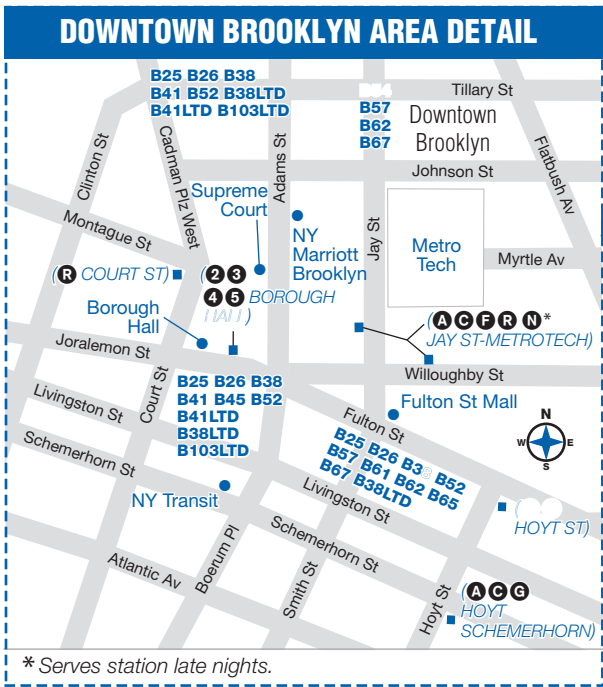 DOWNTOWN BROOKLYN AREA DETAIL
B25 B26 B38
B41 B52 B38LTD
B41LTD B103LTD
B57
B62
B67
Tillary St
Downtown
Brooklyn
Flatbush Av
Clinton St
Cadman Plz West
Adams St
Johnson St
Supreme
Court
Montague St
NY
Marriott
Brooklyn
Jay St
Metro
Tech
Myrtle Av
(R COURT ST)
(2 3
4 5 BOROUGH
HALL)
Borough
Hall
(A C F R N*
JAY ST-METROTECH)
Joralemon St
Court St
Willoughby St
B25 B26 B38
B41 B45 B52
B41LTD
B38LTD
B103LTD
Fulton St Mall
Fulton St
N
W E
S
Livingston St
B25 B26 B38 B52
B57 B61 B62 B65
B67 B38LTD
Schemerhorn St
NY Transit
Livingston St
HOYT ST)
Schemerhorn St
Atlantic Av
Boerum Pl
Smith St
Hoyt St
(A C G
HOYT
SCHEMERHORN)
* Serves station late nights.